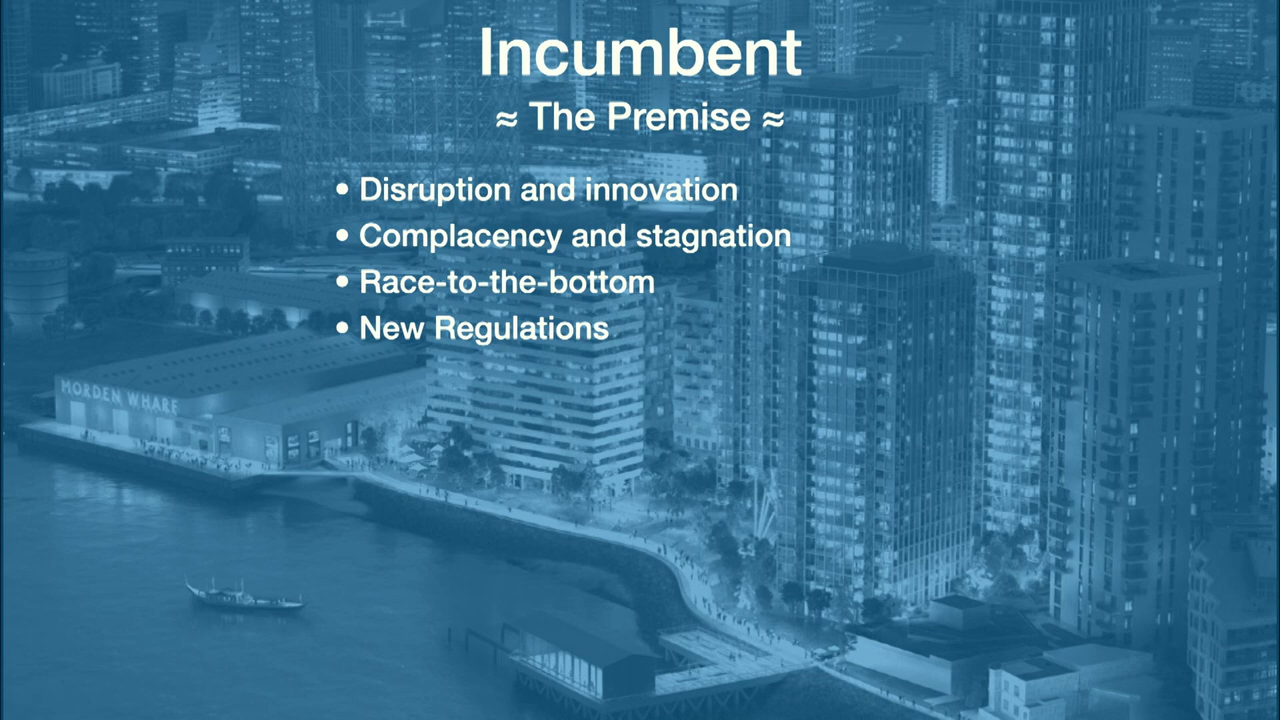 Incumbent
≈ The Premise ≈
• Disruption and innovation
• Complacency and stagnation
• Race-to-the-bottom
• New Regulations
MORDEN WHARF